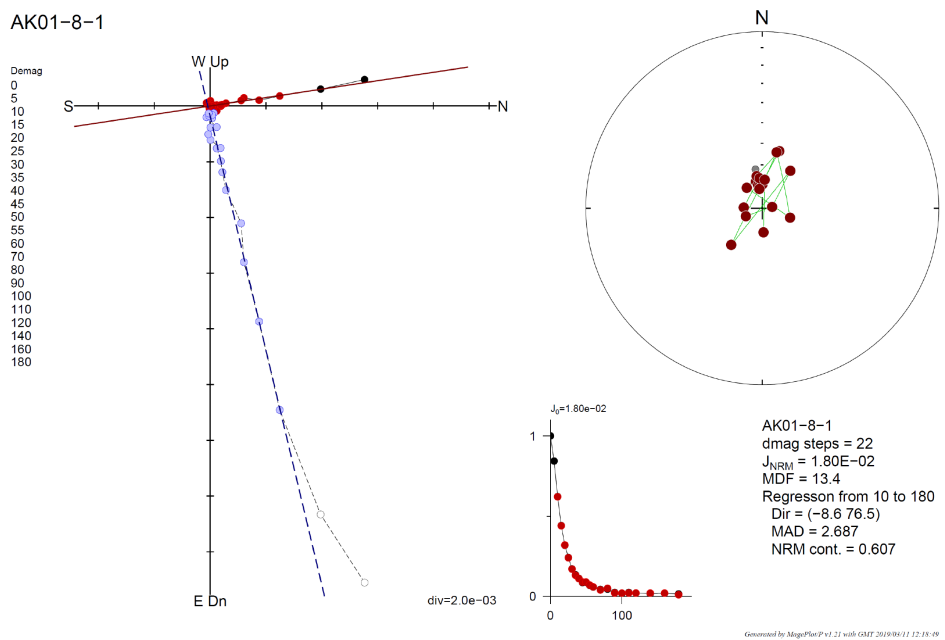 AK01−8−1
W Up
Demag
0
5
10
15
20
25
30
35
40
45
50
55
60
70
80
90
100
110
120
140
160
180
S
N
E Dn
div=2.0e−03
N
J0=1.80e−02
1
0
0
100
AK01−8−1
dmag steps = 22
JNRM = 1.80E−02
MDF = 13.4
Regresson from 10 to 180
Dir = (−8.6 76.5)
MAD = 2.687
NRM cont. = 0.607
Generated by MagePlot/P v1.21 with GMT 2019/03/11 12:18:49